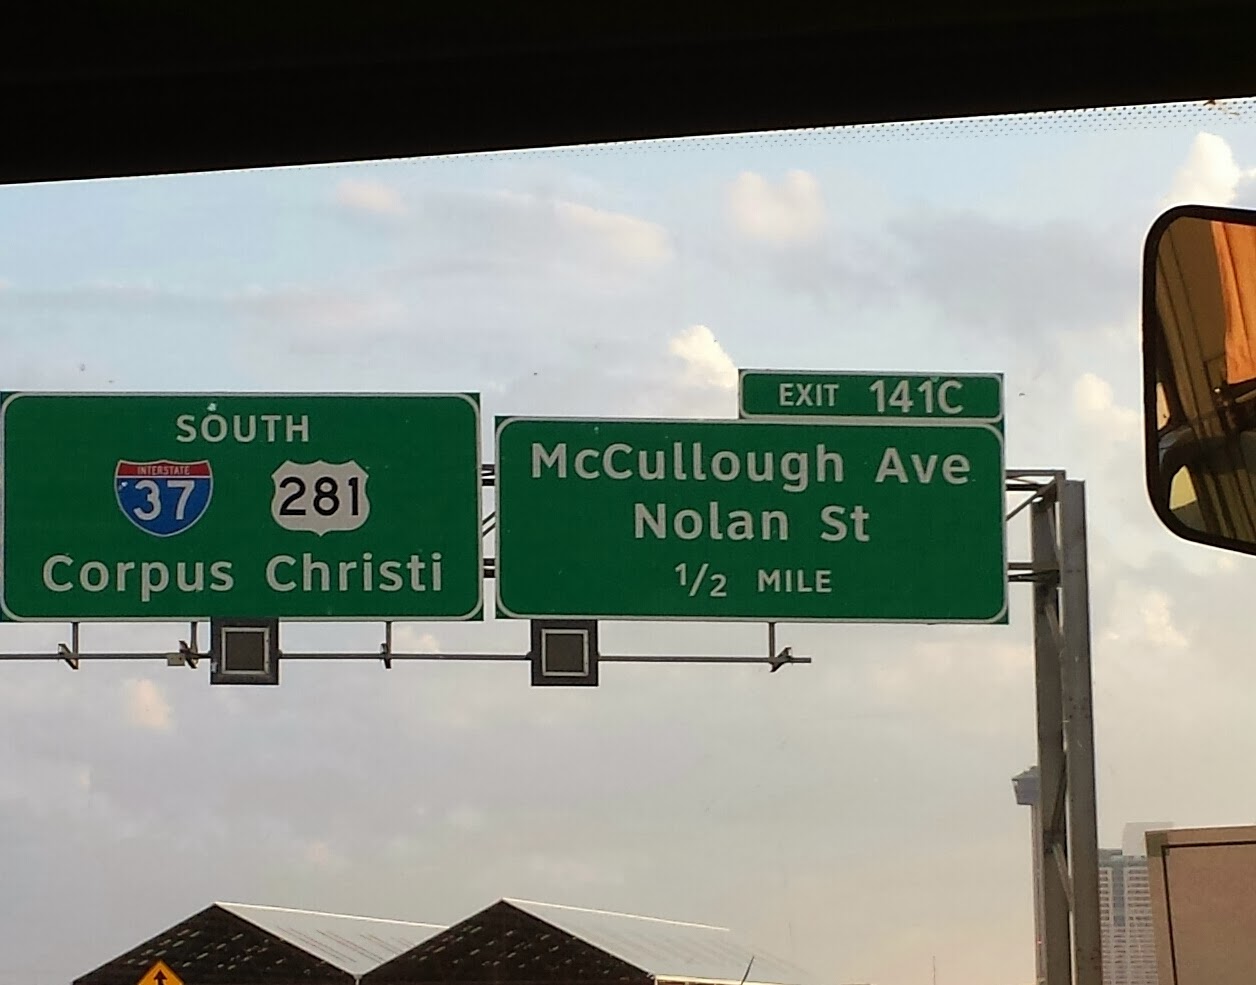 SOUTH
INTERSTATE
37
281
Corpus Christi
EXIT 141C
McCullough Ave
Nolan St
1/2 MILE